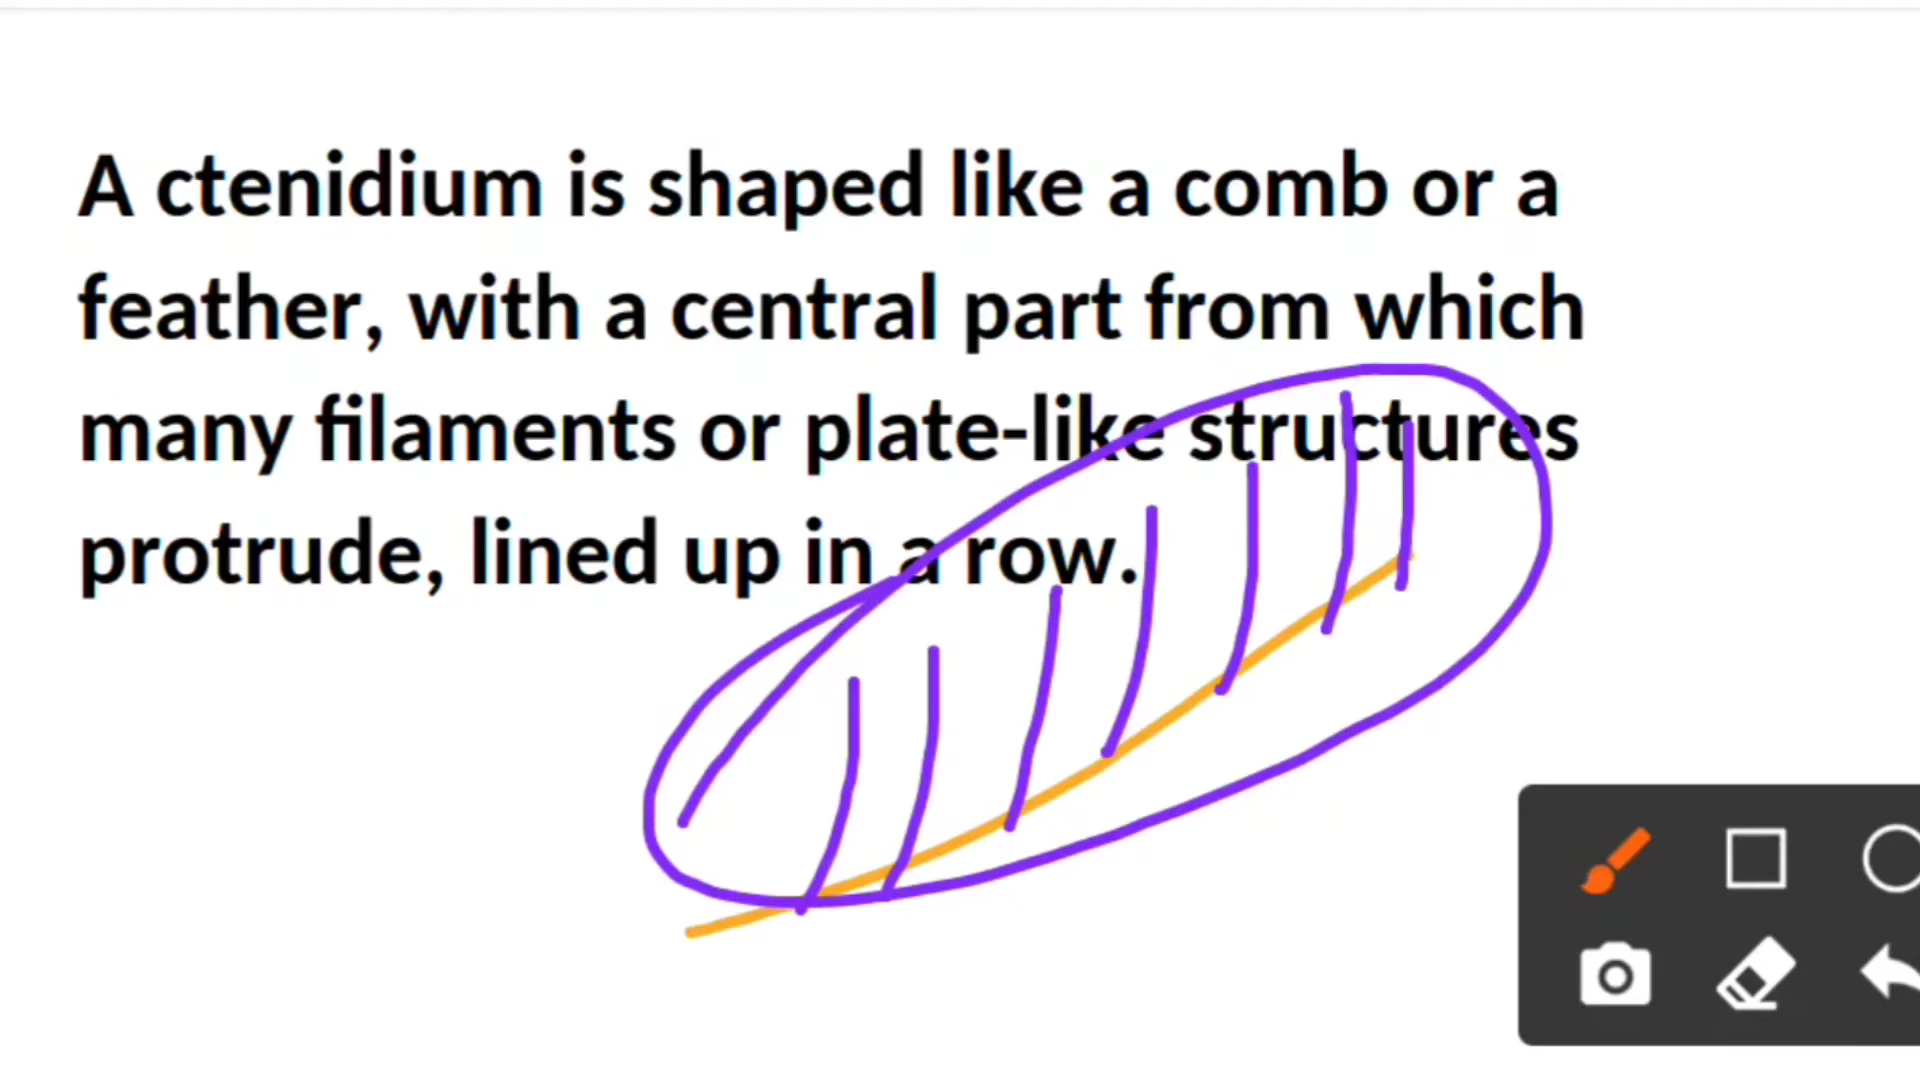 A ctenidium is shaped like a comb or a
feather, with a central part from which
many filaments or plate-like structures
protrude, lined up in a row.